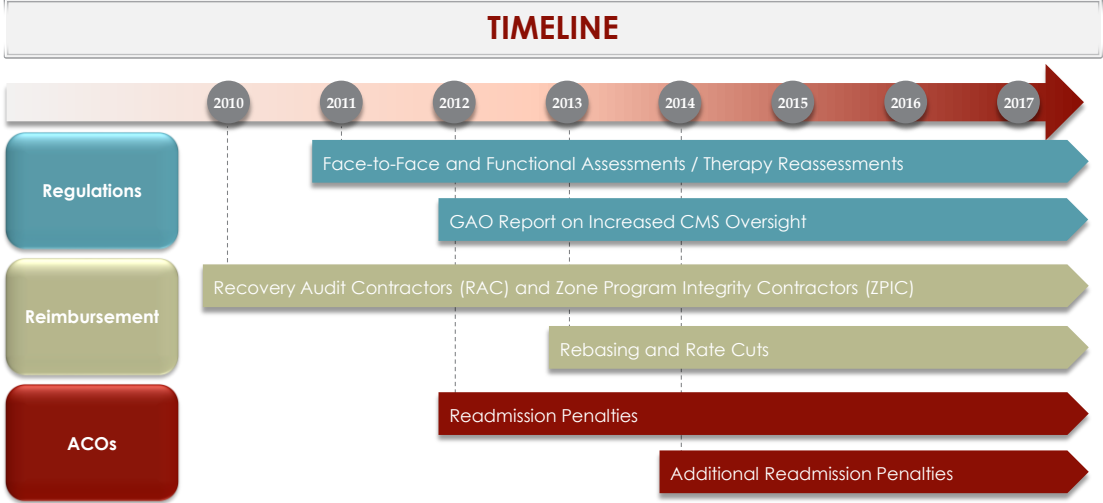 TIMELINE
2010 2011 2012 2013 2014 2015 2016 2017
Regulations
Face-to-Face and Functional Assessments / Therapy Reassessments
GAO Report on Increased CMS Oversight
Reimbursement
Recovery Audit Contractors (RAC) and Zone Program Integrity Contractors (ZPIC)
Rebasing and Rate Cuts
ACOs
Readmission Penalties
Additional Readmission Penalties